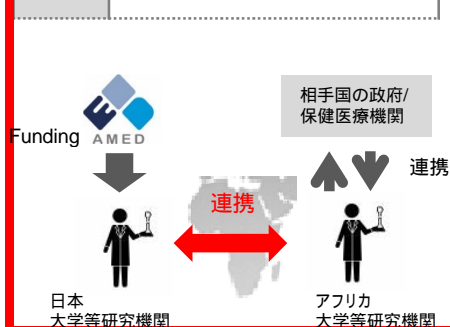 相手国の政府/
保健医療機関
Funding
AMED
連携
連携
日本
大学等研究機関
アフリカ
大学等研究機関